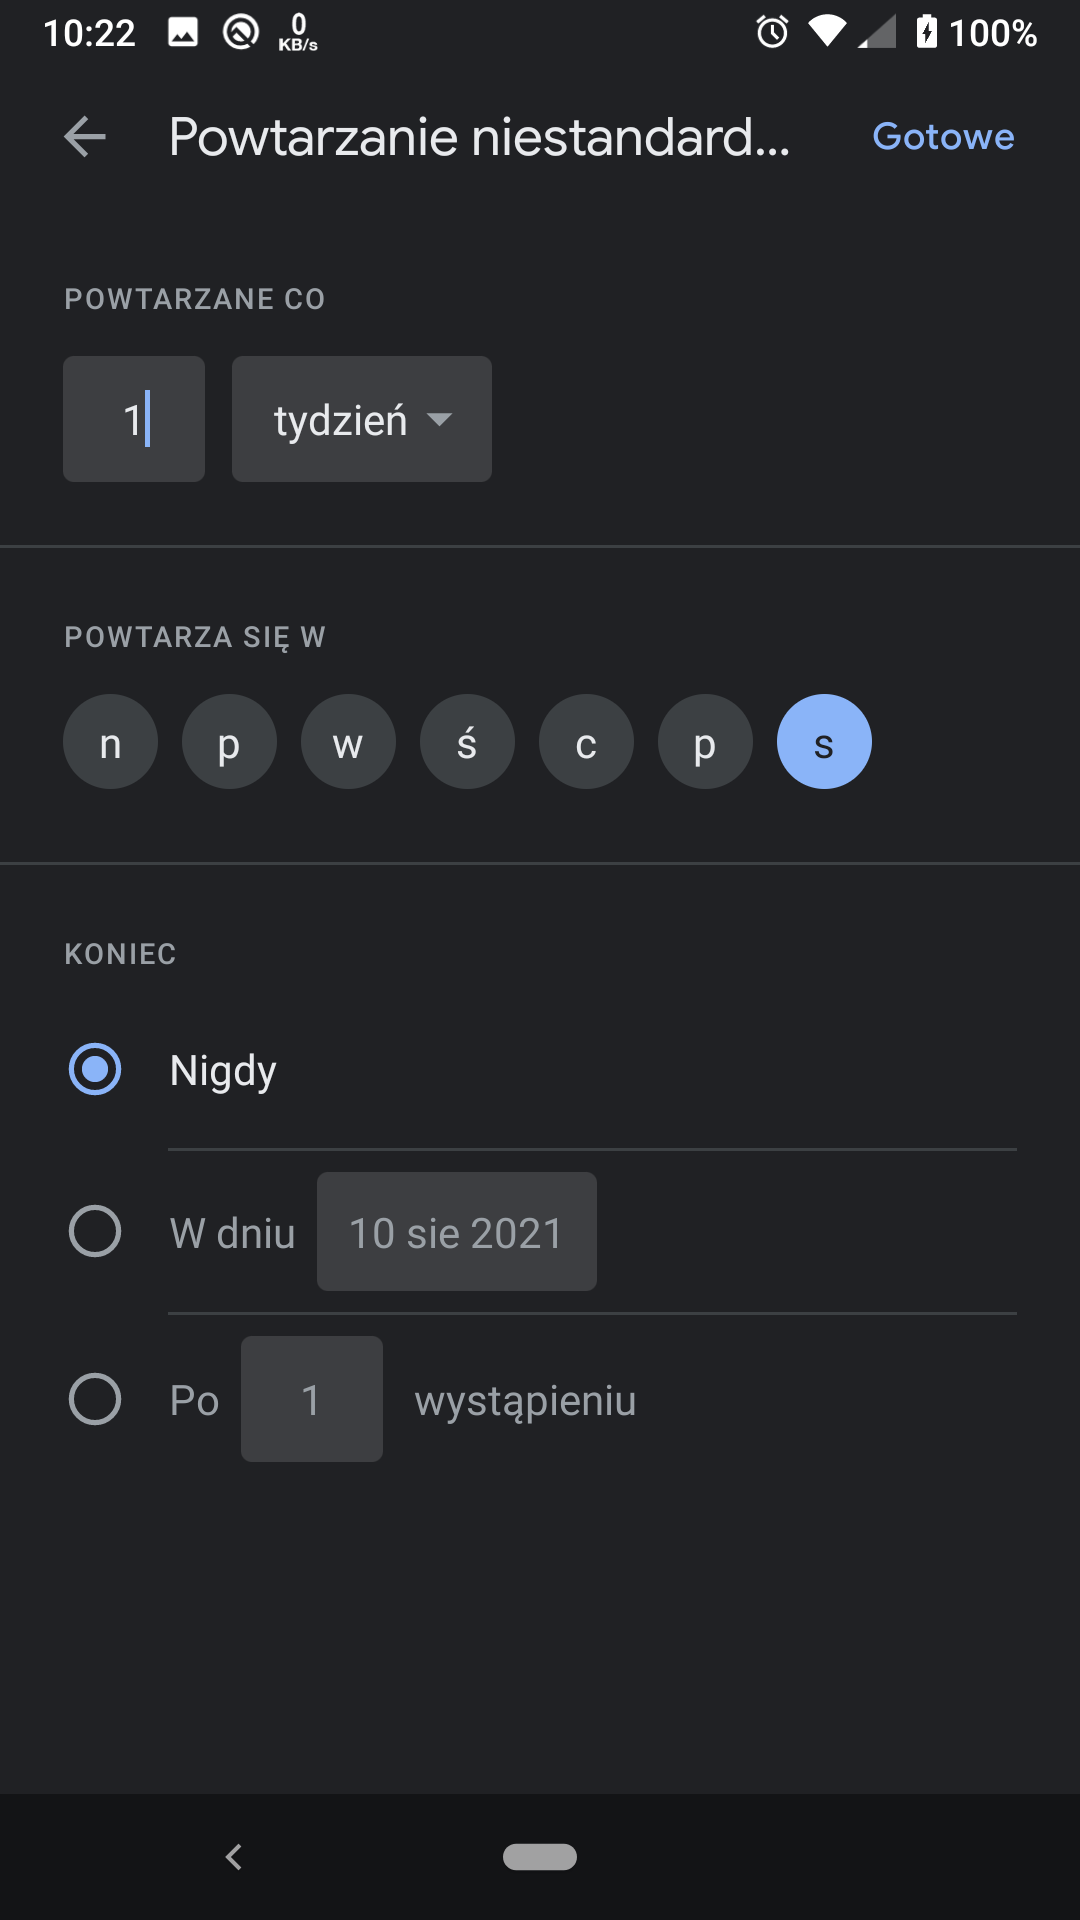 10:22 0 KB/s 100%
Powtarzanie niestandard... Gotowe
POWTARZANE CO
1 tydzień
POWTARZA SIĘ W
n p w ś c p s
KONIEC
Nigdy
W dniu 10 sie 2021
Po 1 wystąpieniu